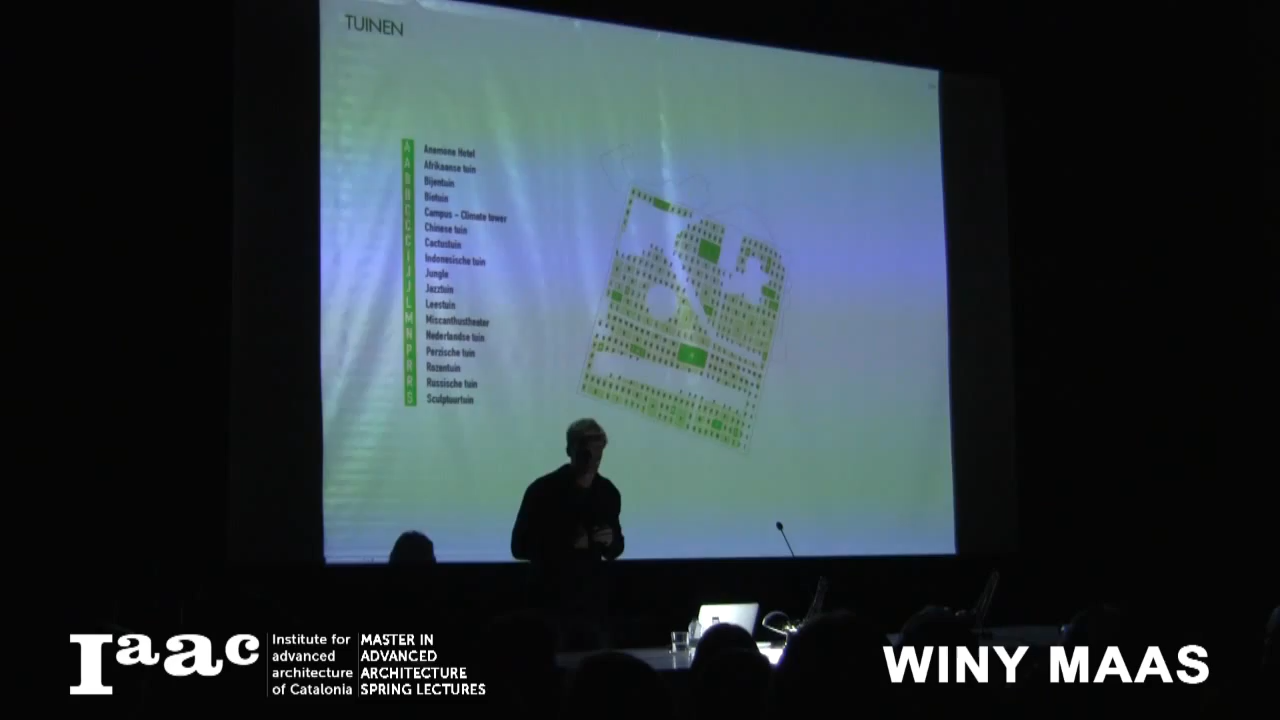 TUINEN
A Anemone Hotel
A Afrikaanse tuin
B Bijentuin
B Biotuin
C Campus - Climate tower
C Chinese tuin
C Cactustuin
I Indonesische tuin
J Jungle
J Jazztuin
L Leestuin
M Miscanthustheater
N Nederlandse tuin
P Perzische tuin
R Rozentuin
R Russische tuin
S Sculptuurtuin
Iaac
Institute for
advanced
architecture
of Catalonia
MASTER IN
ADVANCED
ARCHITECTURE
SPRING LECTURES
WINY MAAS